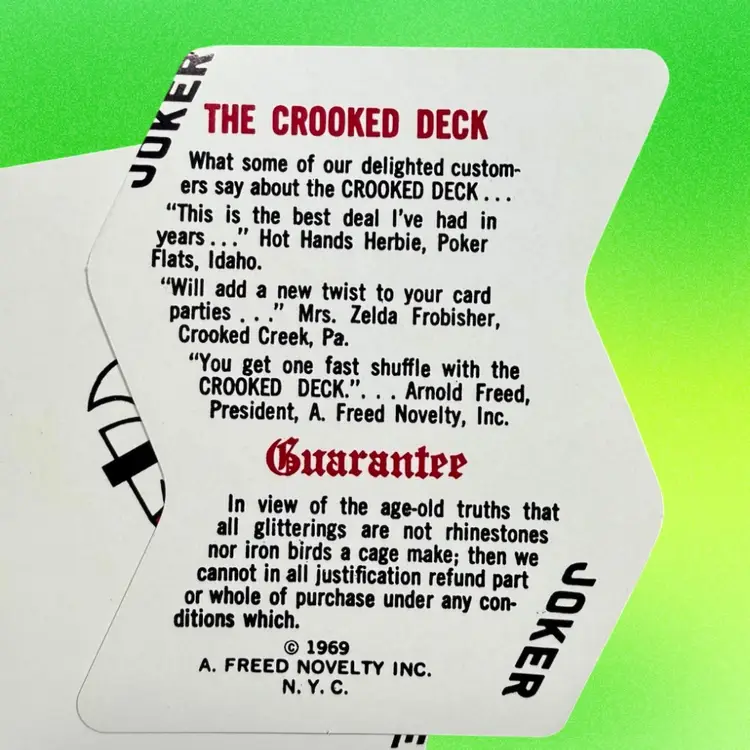 JOKER
THE CROOKED DECK
What some of our delighted custom-
ers say about the CROOKED DECK...
"This is the best deal I've had in
years..." Hot Hands Herbie, Poker
Flats, Idaho.
"Will add a new twist to your card
parties ..." Mrs. Zelda Frobisher,
Crooked Creek, Pa.
"You get one fast shuffle with the
CROOKED DECK."... Arnold Freed,
President, A. Freed Novelty, Inc.
Guarantee
In view of the age-old truths that
all glitterings are not rhinestones
nor iron birds a cage make; then we
cannot in all justification refund part
or whole of purchase under any con-
ditions which.
© 1969
A. FREED NOVELTY INC.
N. Y. C.
JOKER